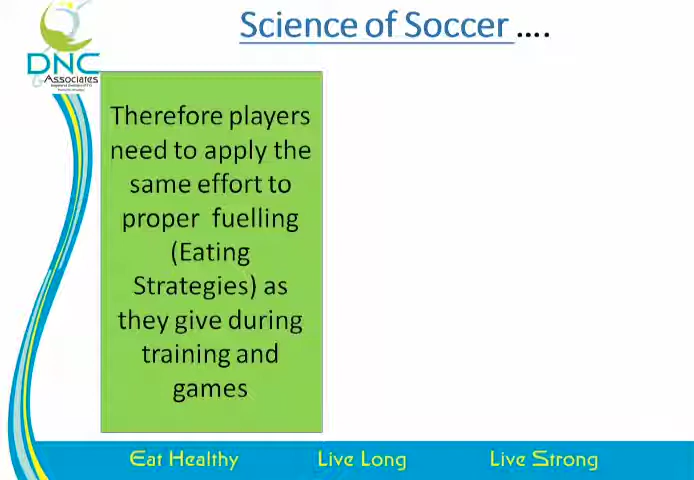 Science of Soccer ....
DNC
Associates
Therefore players
need to apply the
same effort to
proper fuelling
(Eating
Strategies) as
they give during
training and
games
Eat Healthy Live Long Live Strong